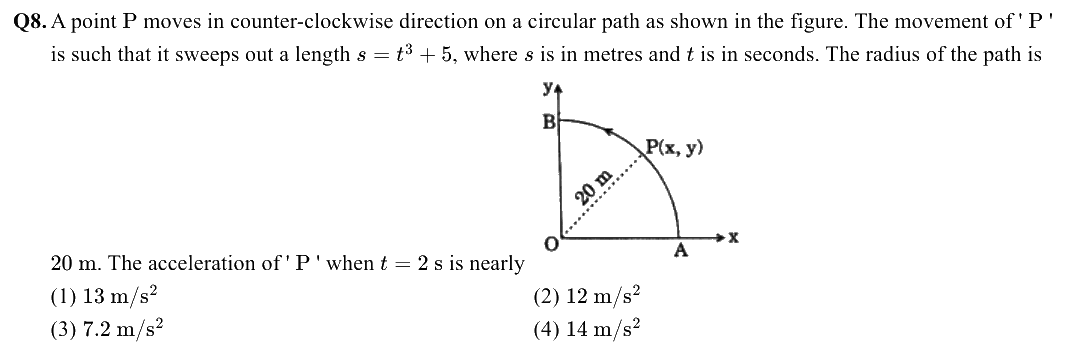 Q8. A point P moves in counter-clockwise direction on a circular path as shown in the figure. The movement of ' P '
is such that it sweeps out a length s = t³ + 5, where s is in metres and t is in seconds. The radius of the path is
y
B
P(x, y)
20 m
O
A
x
20 m. The acceleration of ' P ' when t = 2 s is nearly
(1) 13 m/s²
(2) 12 m/s²
(3) 7.2 m/s²
(4) 14 m/s²